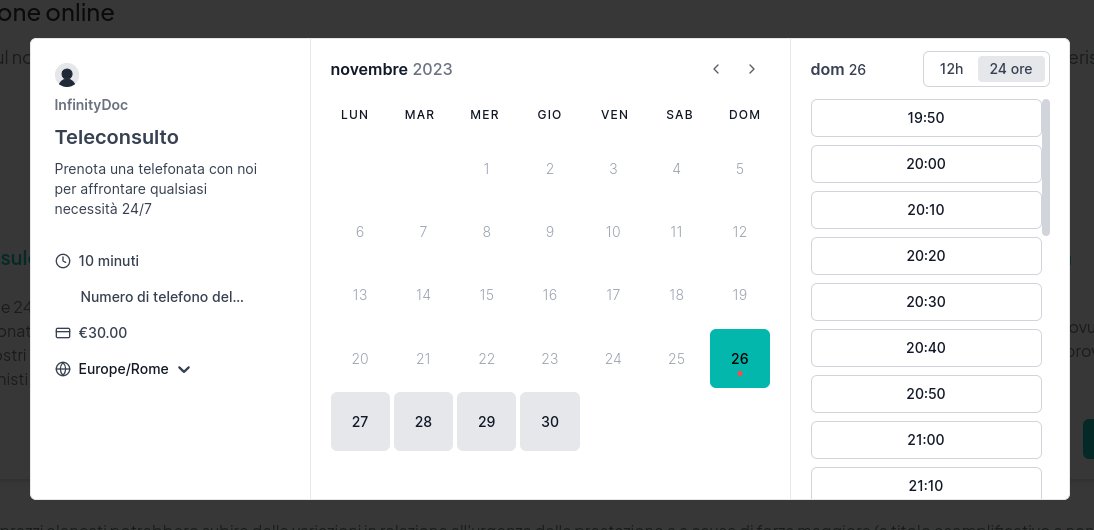 one online
InfinityDoc
Teleconsulto
Prenota una telefonata con noi
per affrontare qualsiasi
necessità 24/7
10 minuti
Numero di telefono del...
€30.00
Europe/Rome
novembre 2023
LUN MAR MER GIO VEN SAB DOM
1 2 3 4 5
6 7 8 9 10 11 12
13 14 15 16 17 18 19
20 21 22 23 24 25 26
27 28 29 30
dom 26
12h 24 ore
19:50
20:00
20:10
20:20
20:30
20:40
20:50
21:00
21:10